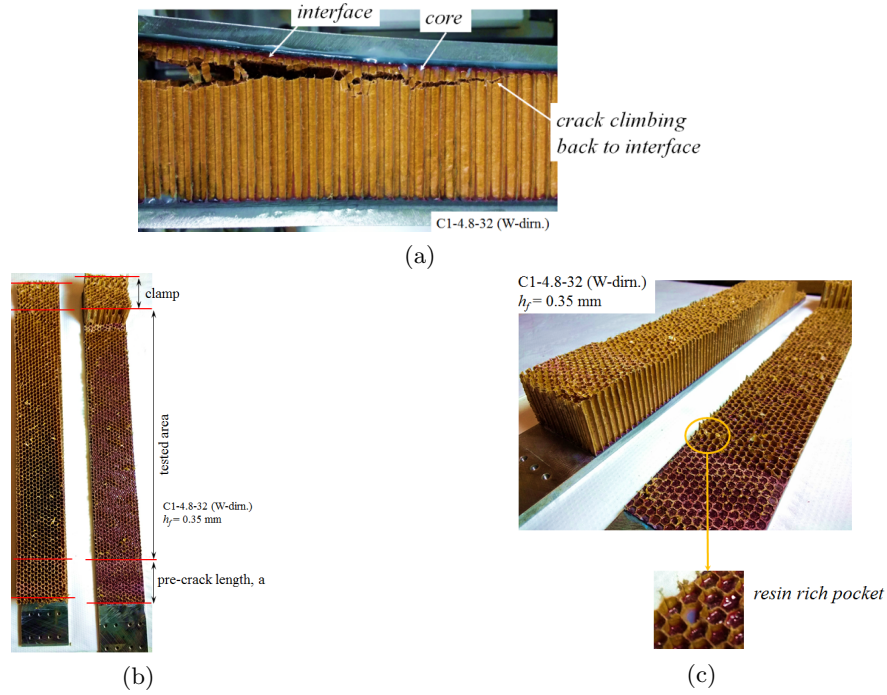 interface
core
crack climbing
back to interface
C1-4.8-32 (W-dirn.)
(a)
clamp
tested area
C1-4.8-32 (W-dirn.)
h_f = 0.35 mm
pre-crack length, a
(b)
C1-4.8-32 (W-dirn.)
h_f = 0.35 mm
resin rich pocket
(c)